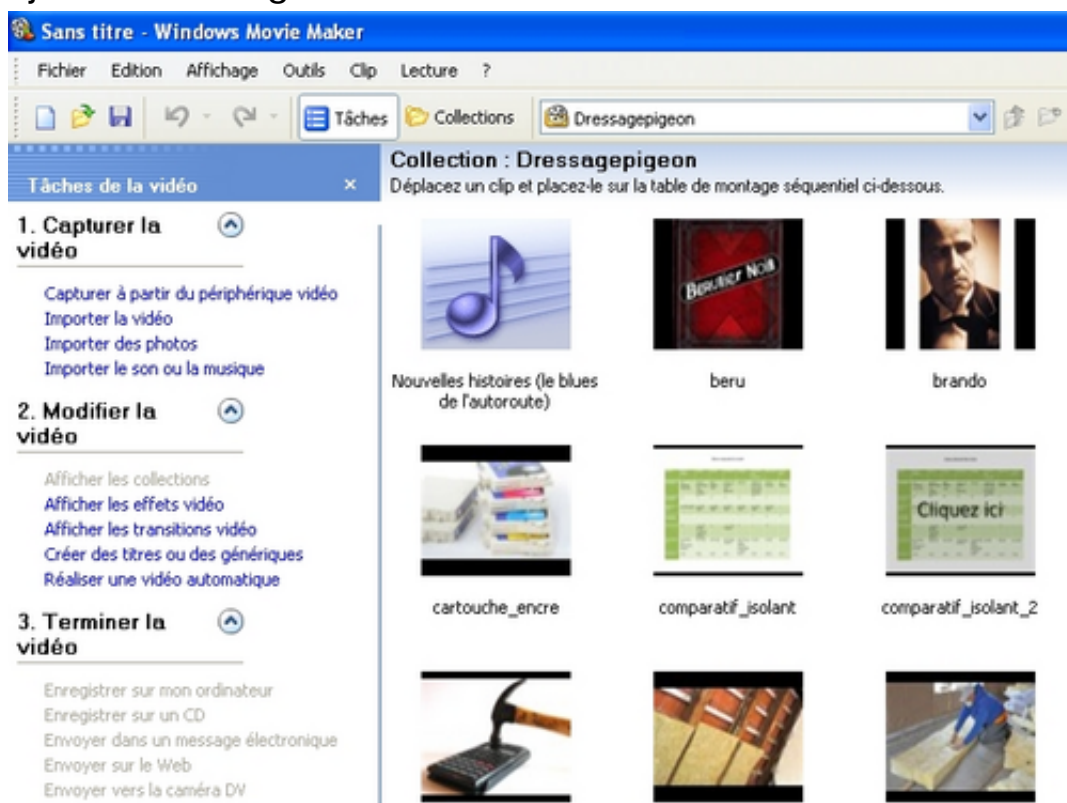 Sans titre - Windows Movie Maker
Fichier Edition Affichage Outils Clip Lecture ?
Tâches Collections Dressagepigeon
Tâches de la vidéo
Collection : Dressagepigeon
Déplacez un clip et placez-le sur la table de montage séquentiel ci-dessous.
1. Capturer la
vidéo
Capturer à partir du périphérique vidéo
Importer la vidéo
Importer des photos
Importer le son ou la musique
2. Modifier la
vidéo
Afficher les collections
Afficher les effets vidéo
Afficher les transitions vidéo
Créer des titres ou des génériques
Réaliser une vidéo automatique
3. Terminer la
vidéo
Enregistrer sur mon ordinateur
Enregistrer sur un CD
Envoyer dans un message électronique
Envoyer sur le Web
Envoyer vers la caméra DV
Nouvelles histoires (le blues
de l'autoroute)
beru
brando
cartouche_encre
comparatif_isolant
Cliquez ici
comparatif_isolant_2